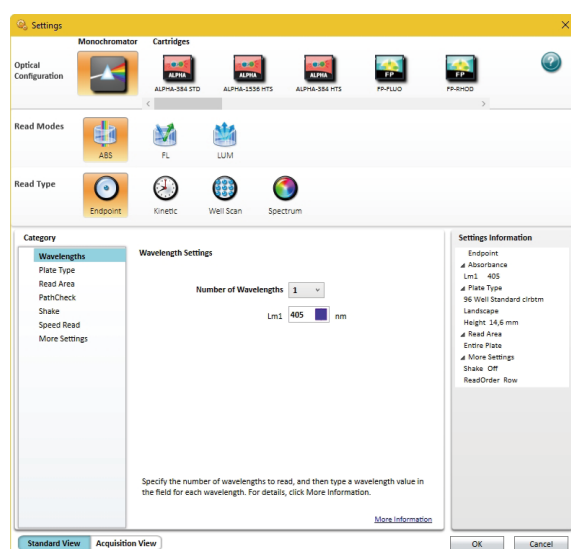 Settings
Monochromator Cartridges
Optical Configuration
ALPHA
ALPHA
ALPHA
FP
FP
ALPHA-384 STD ALPHA-1536 HTS ALPHA-384 HTS FP-FLUO FP-RHOD
Read Modes
ABS FL LUM
Read Type
Endpoint Kinetic Well Scan Spectrum
Category
Wavelengths
Plate Type
Read Area
PathCheck
Shake
Speed Read
More Settings
Wavelength Settings
Number of Wavelengths 1
Lm1 405 nm
Specify the number of wavelengths to read, and then type a wavelength value in
the field for each wavelength. For details, click More Information.
More Information
Settings Information
Endpoint
Absorbance
Lm1 405
Plate Type
96 Well Standard clrbtm
Landscape
Height 14,6 mm
Read Area
Entire Plate
More Settings
Shake Off
ReadOrder Row
Standard View Acquisition View
OK Cancel